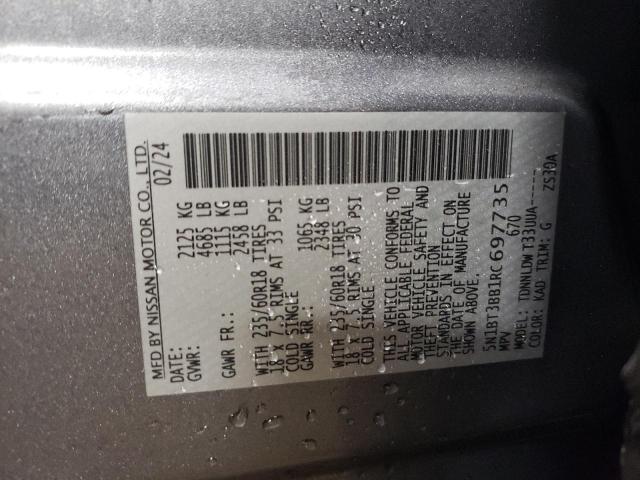 MFD BY NISSAN MOTOR CO., LTD.
DATE: 02/24
GVWR: 2125 KG
4685 LB
GAWR FR.: 1115 KG
2458 LB
WITH 235/60R18 TIRES
18 X 7.5 RIMS AT 33 PSI
COLD SINGLE
GAWR RR.: 1065 KG
2348 LB
WITH 235/60R18 TIRES
18 X 7.5 RIMS AT 30 PSI
COLD SINGLE
THIS VEHICLE CONFORMS TO
ALL APPLICABLE FEDERAL
MOTOR VEHICLE SAFETY AND
THEFT PREVENTION
STANDARDS IN EFFECT ON
THE DATE OF MANUFACTURE
SHOWN ABOVE.
5N1BT3BB1RC697735
MPV 670
MODEL: TDNNLDW T33UUA------
COLOR: KAD TRIM: G ZS30A